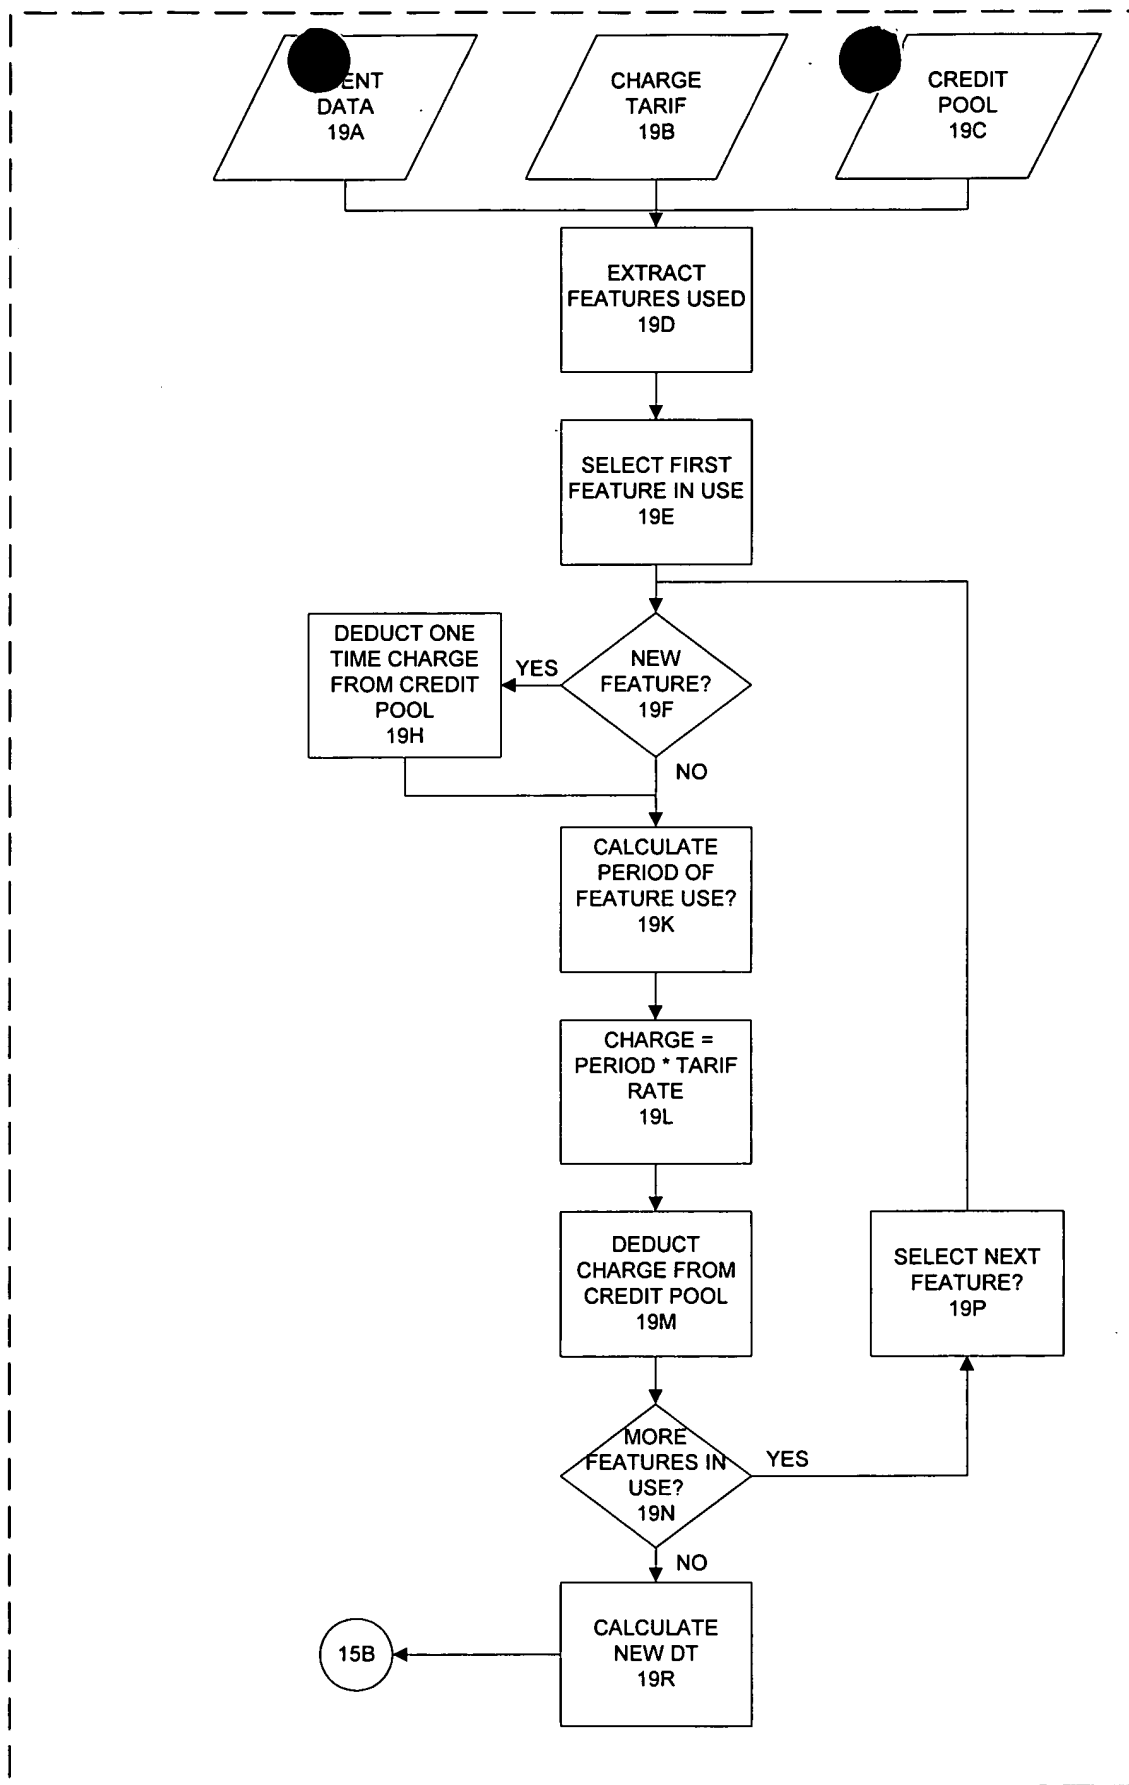 DATA
19A
CHARGE
TARIF
19B
CREDIT
POOL
19C
EXTRACT
FEATURES USED
19D
SELECT FIRST
FEATURE IN USE
19E
DEDUCT ONE
TIME CHARGE
FROM CREDIT
POOL
19H
YES
NEW
FEATURE?
19F
NO
CALCULATE
PERIOD OF
FEATURE USE?
19K
CHARGE =
PERIOD * TARIF
RATE
19L
DEDUCT
CHARGE FROM
CREDIT POOL
19M
SELECT NEXT
FEATURE?
19P
MORE
FEATURES IN
USE?
19N
YES
NO
CALCULATE
NEW DT
19R
15B